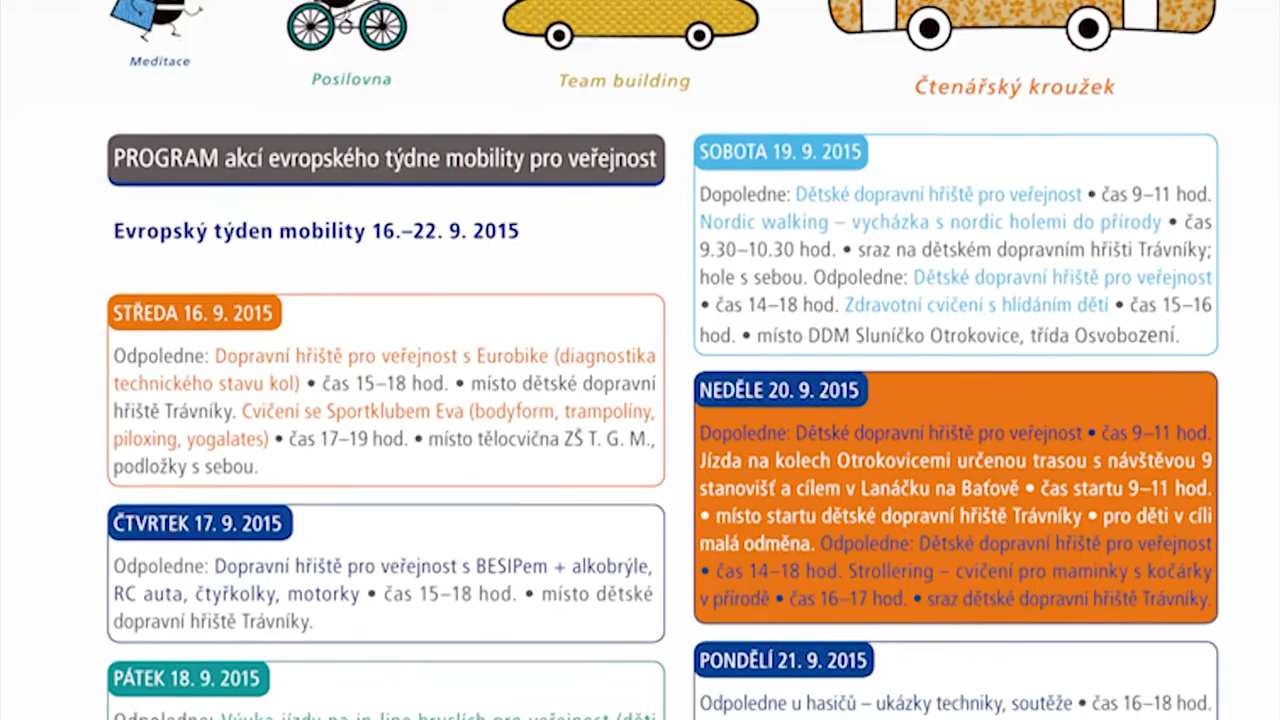 Meditace
Posilovna
Team building
Čtenářský kroužek
PROGRAM akcí evropského týdne mobility pro veřejnost
Evropský týden mobility 16.–22. 9. 2015
STŘEDA 16. 9. 2015
Odpoledne: Dopravní hřiště pro veřejnost s Eurobike (diagnostika
technického stavu kol) • čas 15–18 hod. • místo dětské dopravní
hřiště Trávníky. Cvičení se Sportklubem Eva (bodyform, trampolíny,
piloxing, yogalates) • čas 17–19 hod. • místo tělocvična ZŠ T. G. M.,
podložky s sebou.
ČTVRTEK 17. 9. 2015
Odpoledne: Dopravní hřiště pro veřejnost s BESIPem + alkobrýle,
RC auta, čtyřkolky, motorky • čas 15–18 hod. • místo dětské
dopravní hřiště Trávníky.
PÁTEK 18. 9. 2015
Odpoledne: Výuka jízdy na in-line bruslích pro veřejnost (děti
SOBOTA 19. 9. 2015
Dopoledne: Dětské dopravní hřiště pro veřejnost • čas 9–11 hod.
Nordic walking – vycházka s nordic holemi do přírody • čas
9.30–10.30 hod. • sraz na dětském dopravním hřišti Trávníky;
hole s sebou. Odpoledne: Dětské dopravní hřiště pro veřejnost
• čas 14–18 hod. Zdravotní cvičení s hlídáním dětí • čas 15–16
hod. • místo DDM Sluníčko Otrokovice, třída Osvobození.
NEDĚLE 20. 9. 2015
Dopoledne: Dětské dopravní hřiště pro veřejnost • čas 9–11 hod.
Jízda na kolech Otrokovicemi určenou trasou s návštěvou 9
stanovišť a cílem v Lanáčku na Baťově • čas startu 9–11 hod.
• místo startu dětské dopravní hřiště Trávníky • pro děti v cíli
malá odměna. Odpoledne: Dětské dopravní hřiště pro veřejnost
• čas 14–18 hod. Strollering – cvičení pro maminky s kočárky
v přírodě • čas 16–17 hod. • sraz dětské dopravní hřiště Trávníky.
PONDĚLÍ 21. 9. 2015
Odpoledne u hasičů – ukázky techniky, soutěže • čas 16–18 hod.